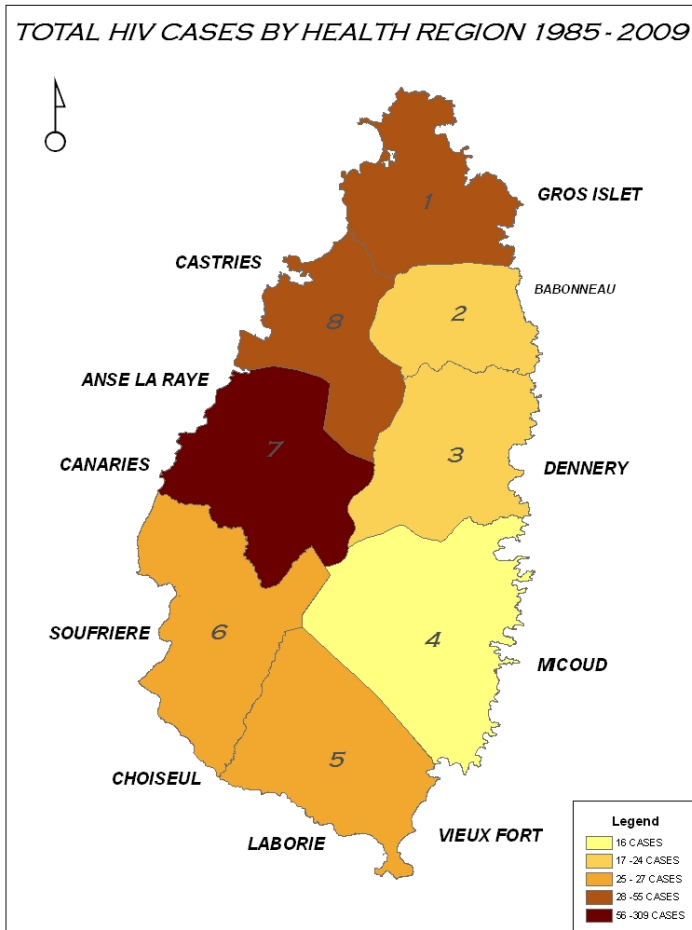 TOTAL HIV CASES BY HEALTH REGION 1985 - 2009
1
GROS ISLET
CASTRIES
BABONNEAU
2
8
ANSE LA RAYE
7
3
CANARIES
DENNERY
SOUFRIERE
6
4
MICOUD
5
CHOISEUL
LABORIE
VIEUX FORT
Legend
16 CASES
17 -24 CASES
25 - 27 CASES
28 -55 CASES
56 -309 CASES